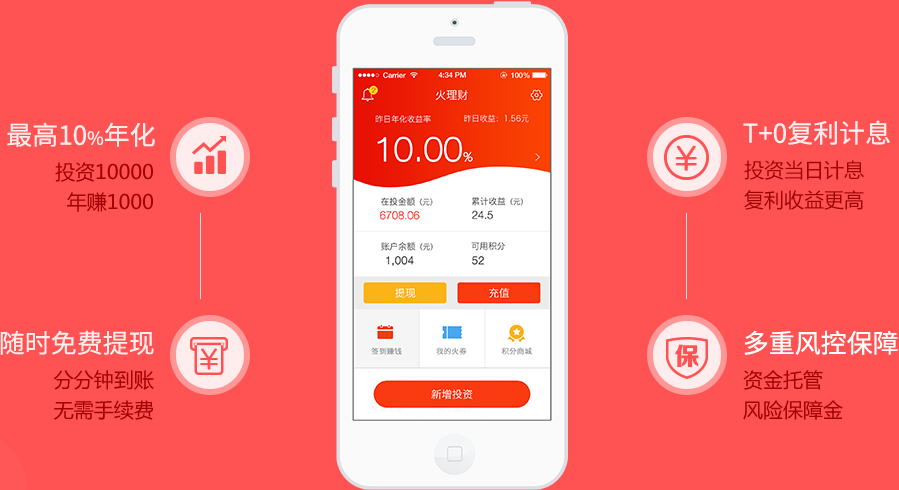 最高10%年化
投资10000
年赚1000
随时免费提现
分分钟到账
无需手续费
Carrier
4:34 PM
100%
2
火理财
昨日年化收益率
昨日收益：1.56元
10.00%
在投金额（元）
累计收益（元）
6708.06
24.5
账户余额（元）
可用积分
1,004
52
提现
充值
签到赚钱
我的火券
积分商城
新增投资
T+0复利计息
投资当日计息
复利收益更高
保
多重风控保障
资金托管
风险保障金